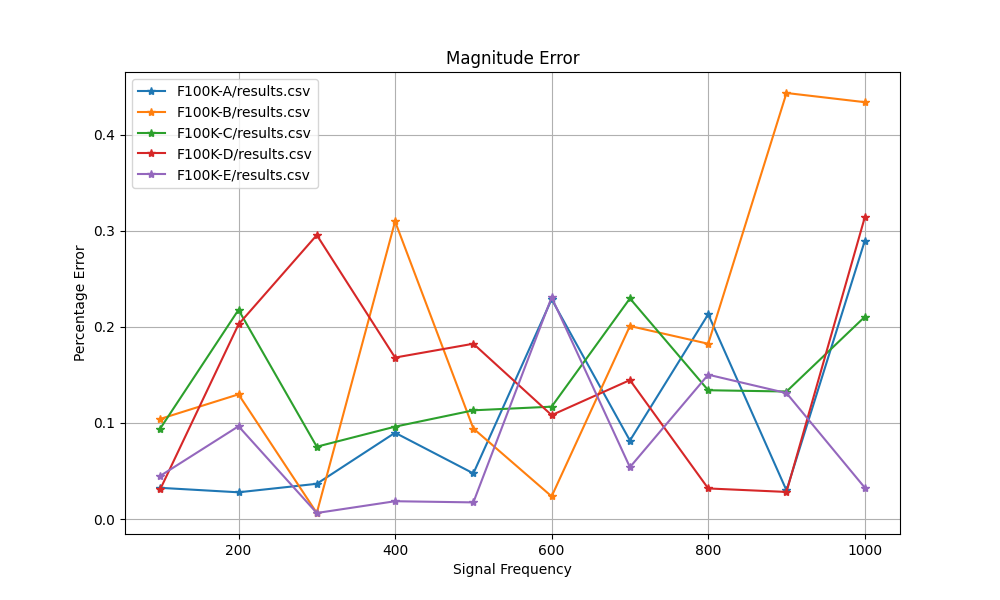 Magnitude Error
F100K-A/results.csv
F100K-B/results.csv
F100K-C/results.csv
F100K-D/results.csv
F100K-E/results.csv
Percentage Error
0.4
0.3
0.2
0.1
0.0
200 400 600 800 1000
Signal Frequency